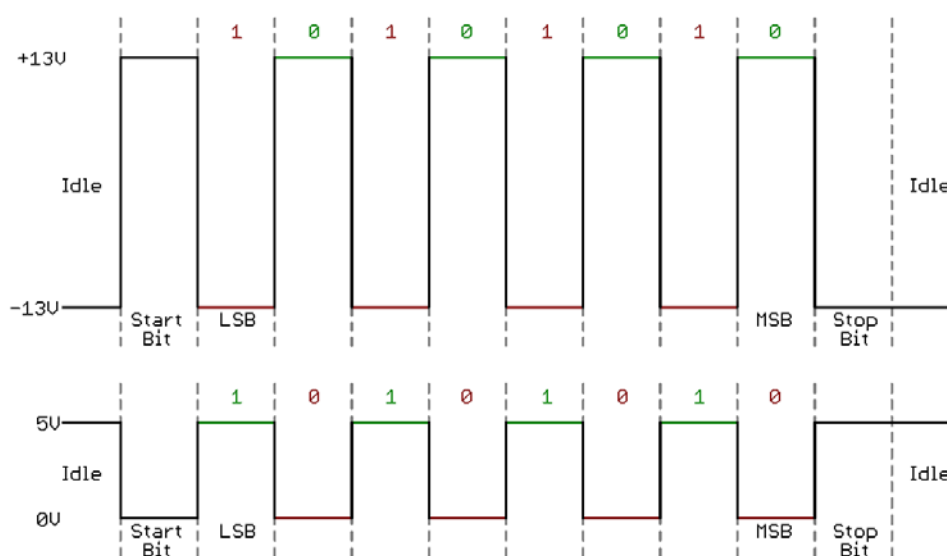 1 0 1 0 1 0 1 0
+13V
Idle Idle
-13V
Start LSB MSB Stop
Bit Bit
1 0 1 0 1 0 1 0
5V
Idle Idle
0V
Start LSB MSB Stop
Bit Bit